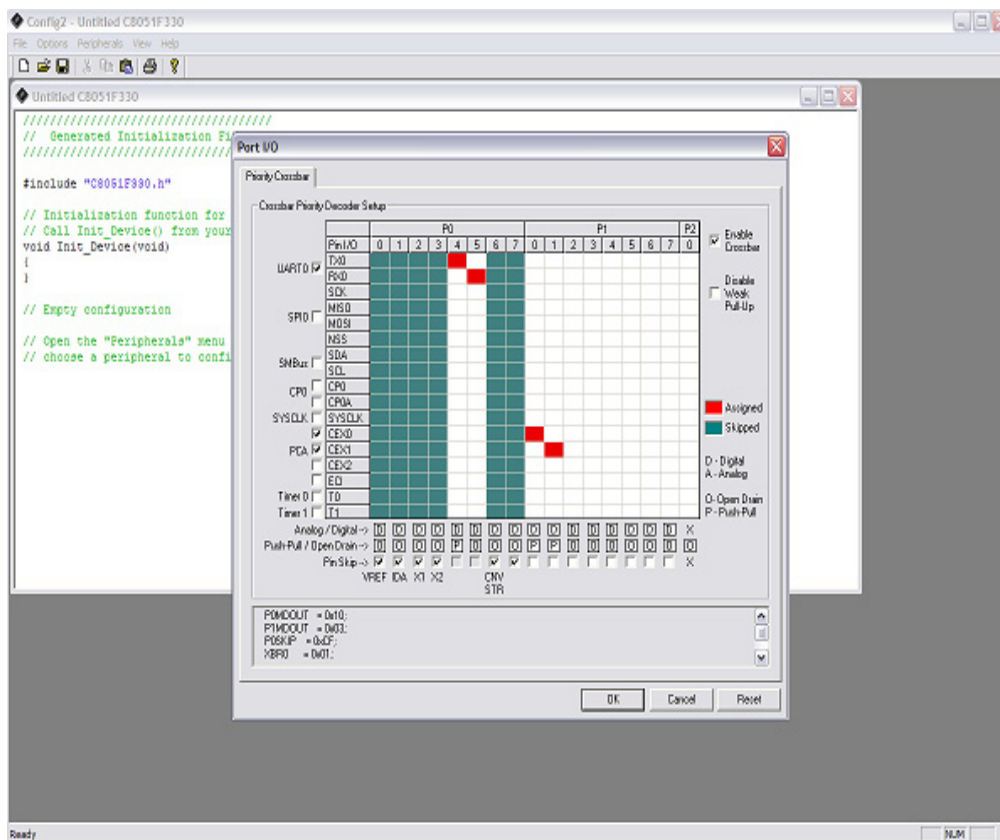 Config2 - Untitled C8051F330
File Options Peripherals View Help
Untitled C8051F330
////////////////////////////////////////
// Generated Initialization Fi
////////////////////////////////
#include "C8051F330.h"
// Initialization function for
// Call Init_Device() from your
void Init_Device(void)
{
}
// Empty configuration
// Open the "Peripherals" menu
// choose a peripheral to confi
Port I/O
Priority Crossbar
Crossbar Priority Decoder Setup
P0 P1 P2
Pin I/O 0 1 2 3 4 5 6 7 0 1 2 3 4 5 6 7 0
UART0 TX0
RX0
SCK
SPI0 MISO
MOSI
NSS
SMBus SDA
SCL
CP0 CP0
CP0A
SYSCLK SYSCLK
CEX0
PCA CEX1
CEX2
ECI
Timer 0 T0
Timer 1 T1
Enable Crossbar
Disable Weak Pull-Up
Assigned
Skipped
D - Digital
A - Analog
O - Open Drain
P - Push-Pull
Analog / Digital ->
Push-Pull / Open Drain ->
Pin Skip ->
VREF IDA X1 X2 CNV STR
P0MDOUT = 0x10;
P1MDOUT = 0x03;
P0SKIP = 0xCF;
XBR0 = 0x01;
OK Cancel Reset
Ready NUM